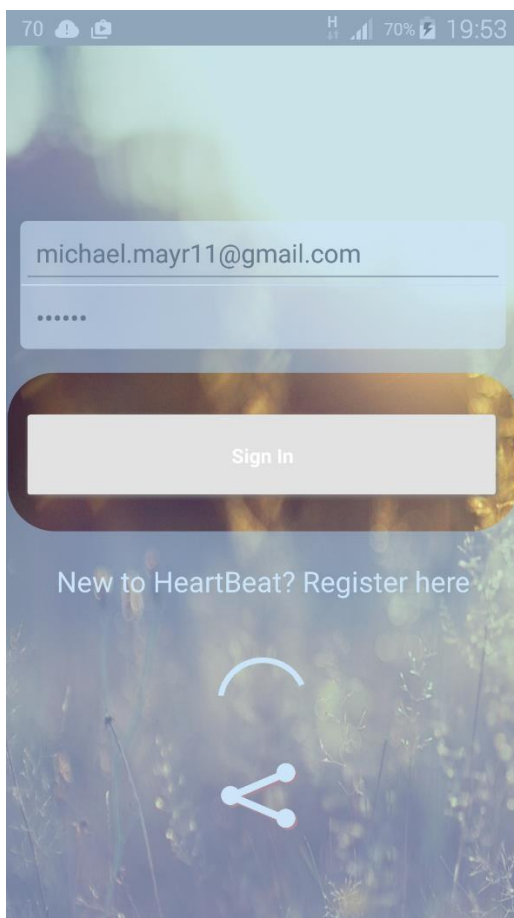 70 H 70% 19:53
michael.mayr11@gmail.com
••••••
Sign In
New to HeartBeat? Register here